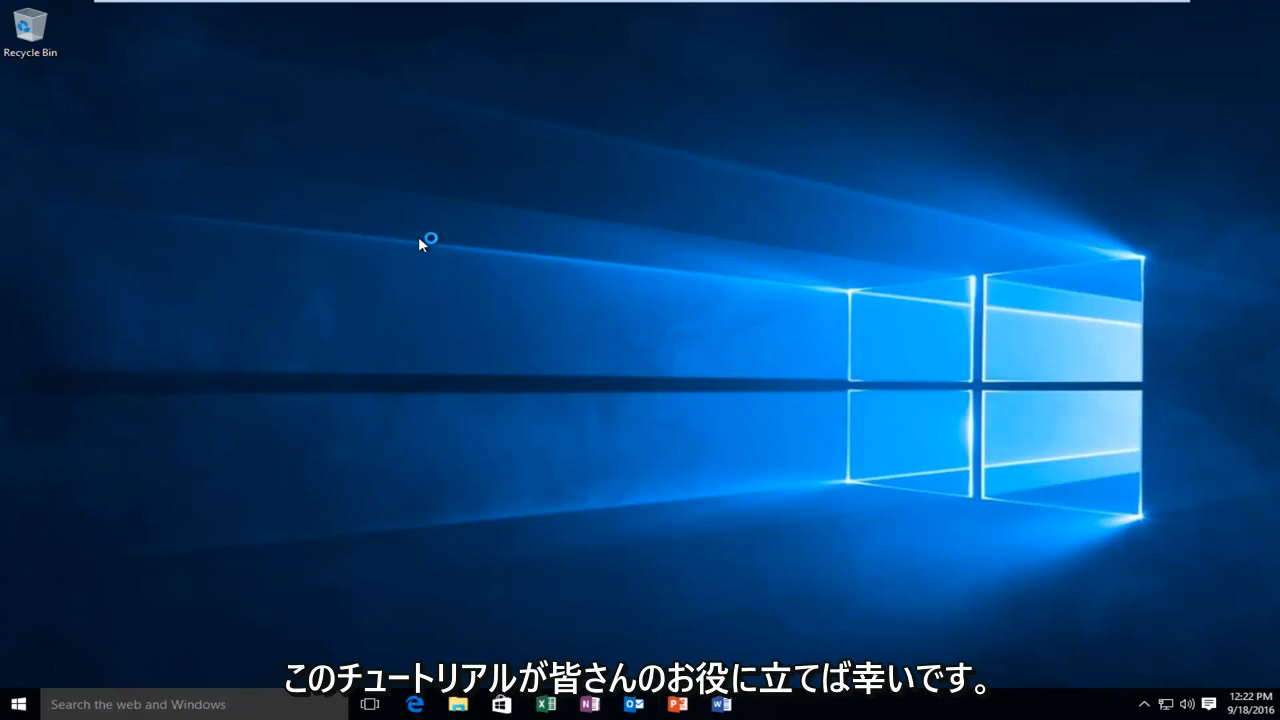 Recycle Bin
このチュートリアルが皆さんのお役に立てば幸いです。
Search the web and Windows
12:22 PM
9/18/2016